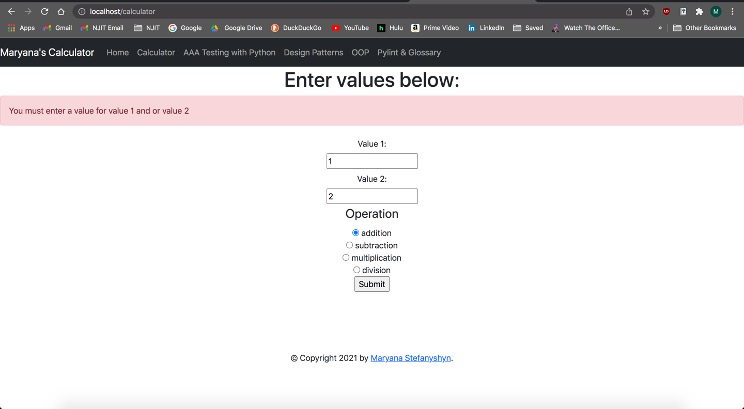 localhost/calculator
Apps Gmail NJIT Email NJIT Google Google Drive DuckDuckGo YouTube Hulu Prime Video LinkedIn Saved Watch The Office... » Other Bookmarks
Maryana's Calculator Home Calculator AAA Testing with Python Design Patterns OOP Pylint & Glossary
Enter values below:
You must enter a value for value 1 and or value 2
Value 1:
1
Value 2:
2
Operation
addition
subtraction
multiplication
division
Submit
© Copyright 2021 by Maryana Stefanyshyn.